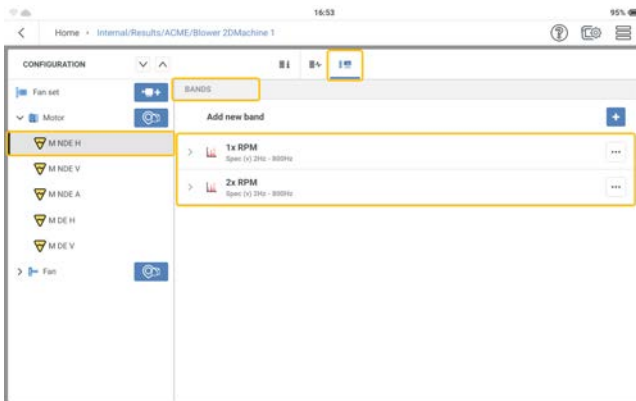 16:53
95%
Home • Internal/Results/ACME/Blower 2DMachine 1
CONFIGURATION
BANDS
Fan set
Add new band
Motor
M NDE H
1x RPM
Spec (v) 2Hz - 800Hz
M NDE V
2x RPM
Spec (v) 2Hz - 800Hz
M NDE A
M DE H
M DE V
Fan